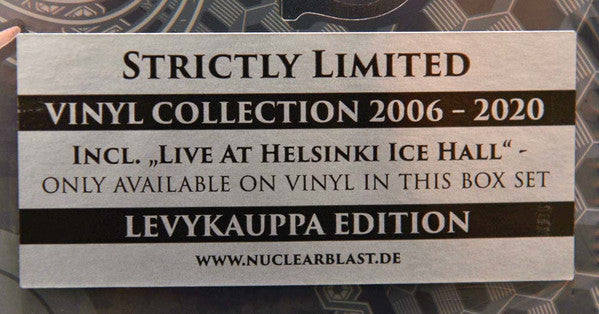 STRICTLY LIMITED
VINYL COLLECTION 2006 – 2020
INCL. „LIVE AT HELSINKI ICE HALL“ -
ONLY AVAILABLE ON VINYL IN THIS BOX SET
LEVYKAUPPA EDITION
WWW.NUCLEARBLAST.DE